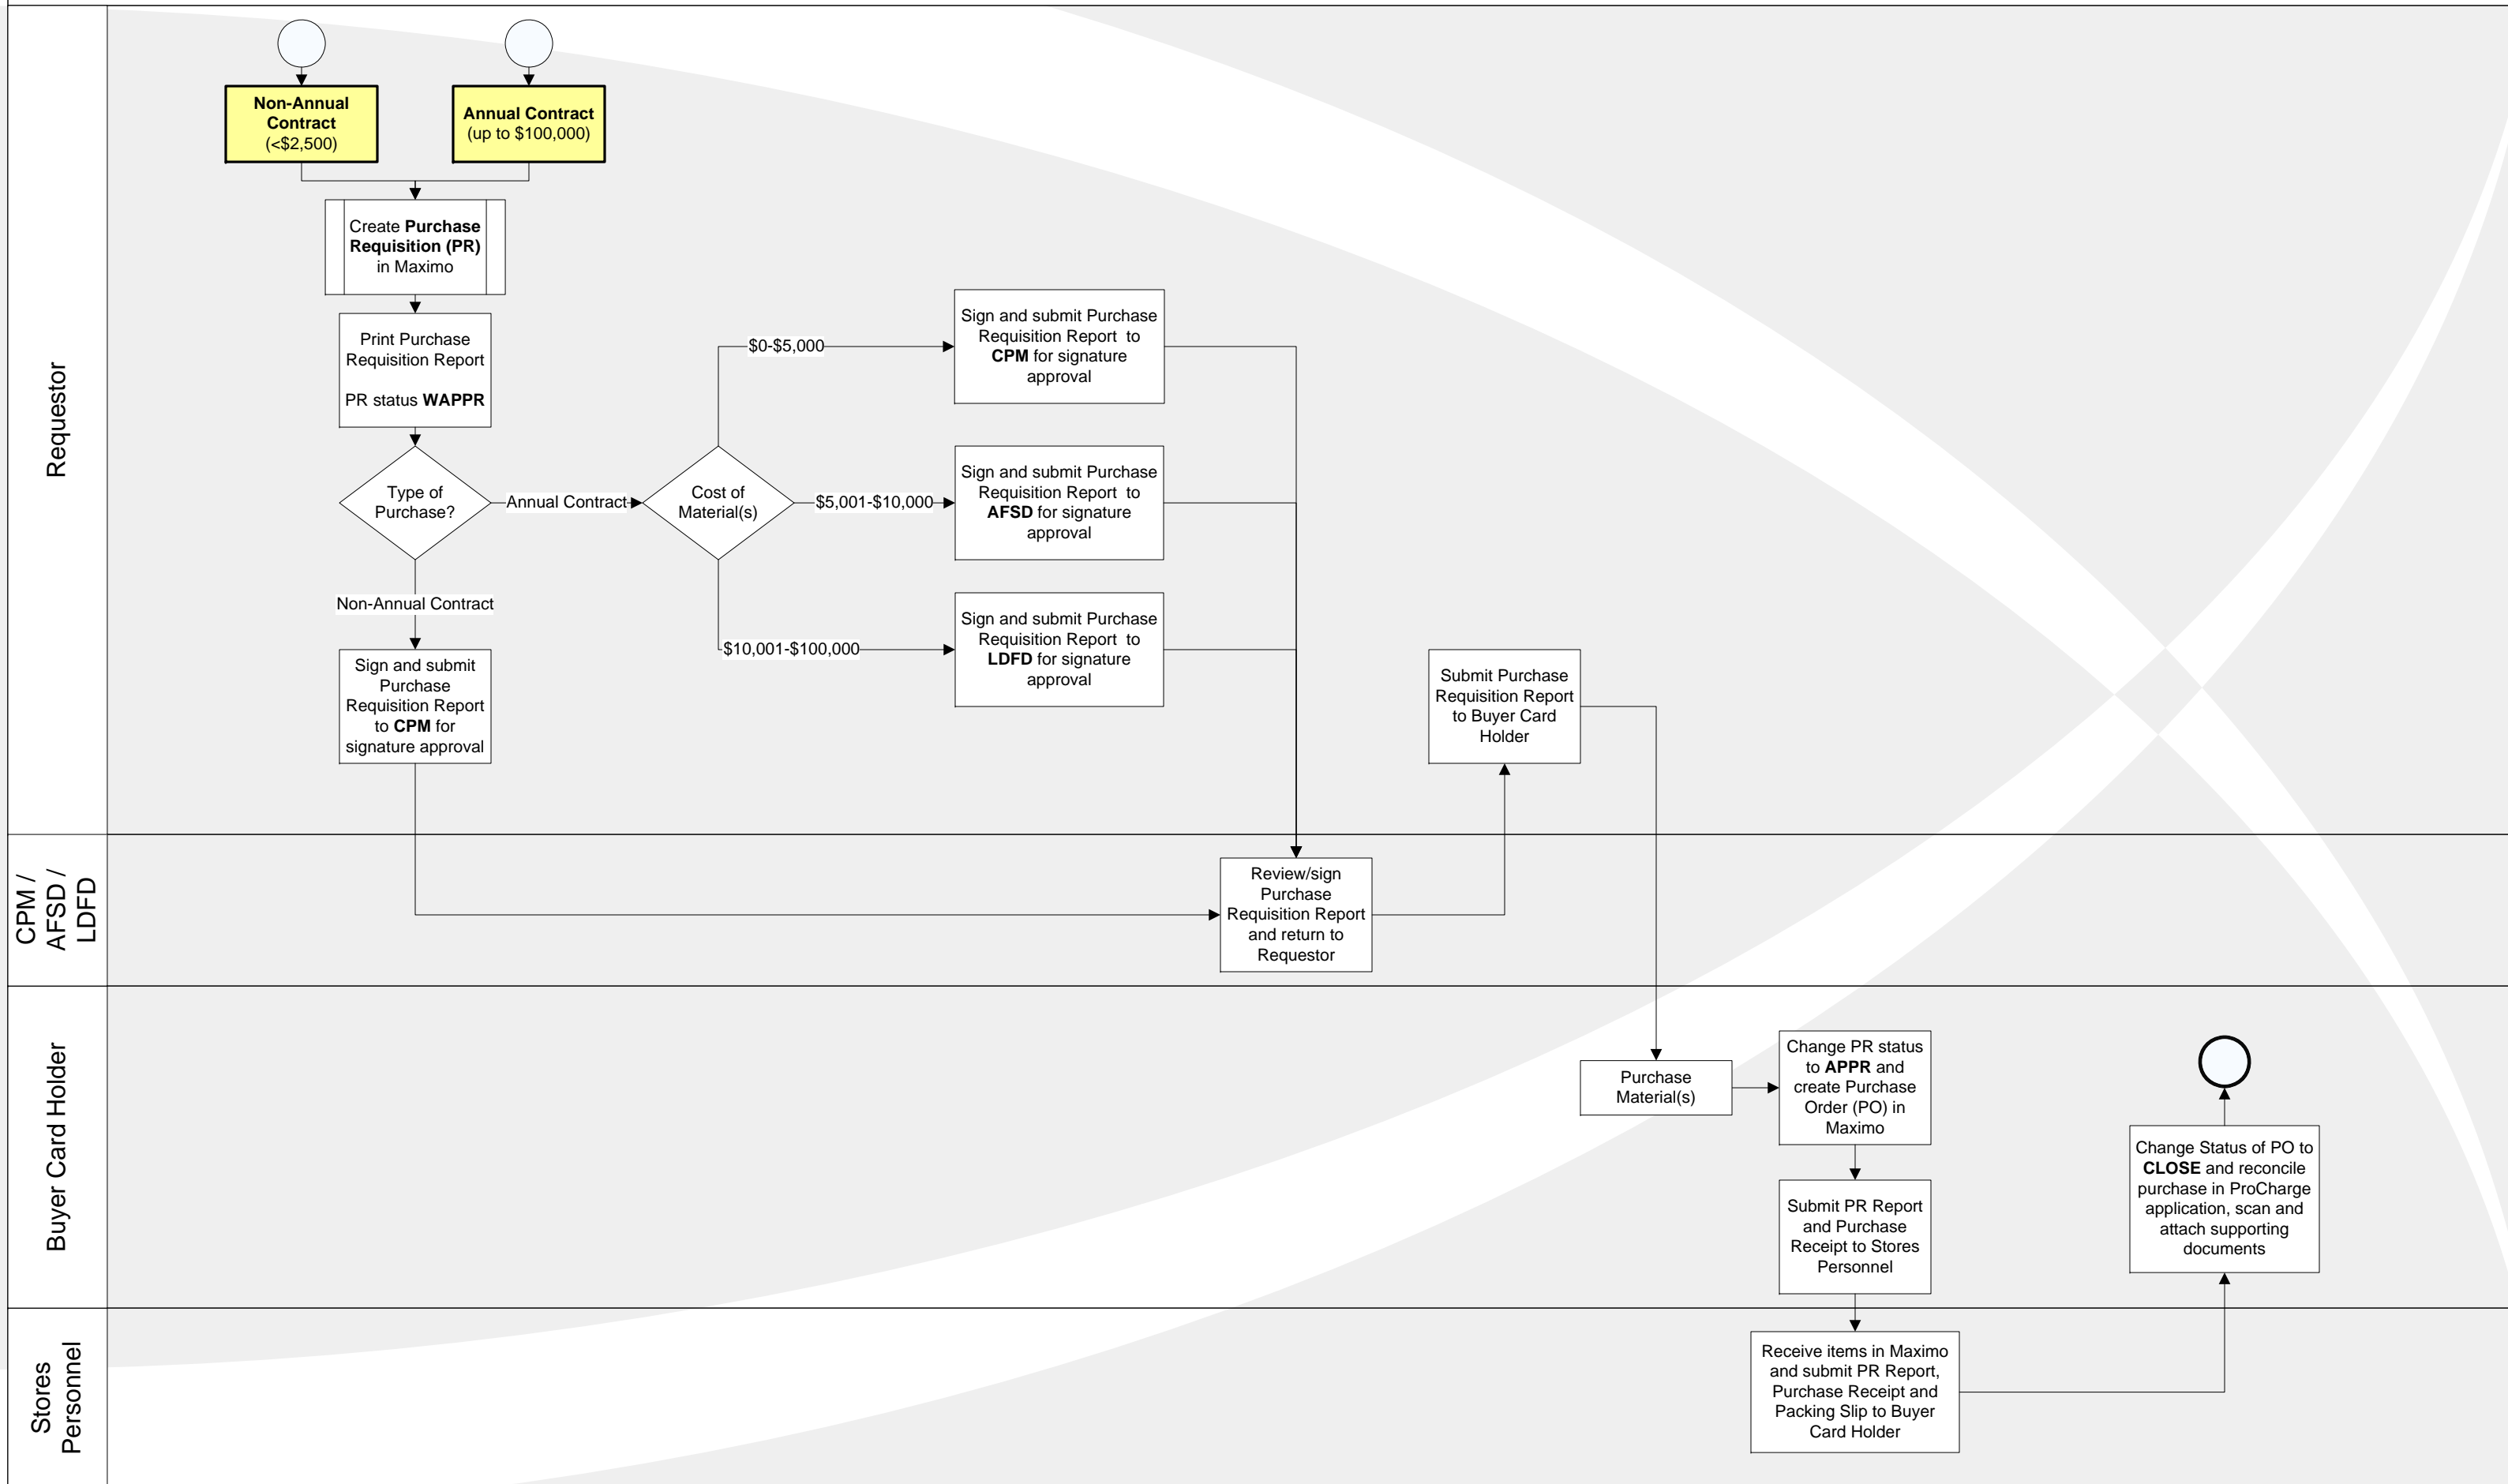 Requestor
Non-Annual
Contract
(<$2,500)
Annual Contract
(up to $100,000)
Create Purchase
Requisition (PR)
in Maximo
Print Purchase
Requisition Report
PR status WAPPR
Type of
Purchase?
Annual Contract
Cost of
Material(s)
$0-$5,000
Sign and submit Purchase
Requisition Report to
CPM for signature
approval
$5,001-$10,000
Sign and submit Purchase
Requisition Report to
AFSD for signature
approval
$10,001-$100,000
Sign and submit Purchase
Requisition Report to
LDFD for signature
approval
Non-Annual Contract
Sign and submit
Purchase
Requisition Report
to CPM for
signature approval
Submit Purchase
Requisition Report
to Buyer Card
Holder
CPM /
AFSD /
LDFD
Review/sign
Purchase
Requisition Report
and return to
Requestor
Buyer Card Holder
Purchase
Material(s)
Change PR status
to APPR and
create Purchase
Order (PO) in
Maximo
Submit PR Report
and Purchase
Receipt to Stores
Personnel
Change Status of PO to
CLOSE and reconcile
purchase in ProCharge
application, scan and
attach supporting
documents
Stores
Personnel
Receive items in Maximo
and submit PR Report,
Purchase Receipt and
Packing Slip to Buyer
Card Holder